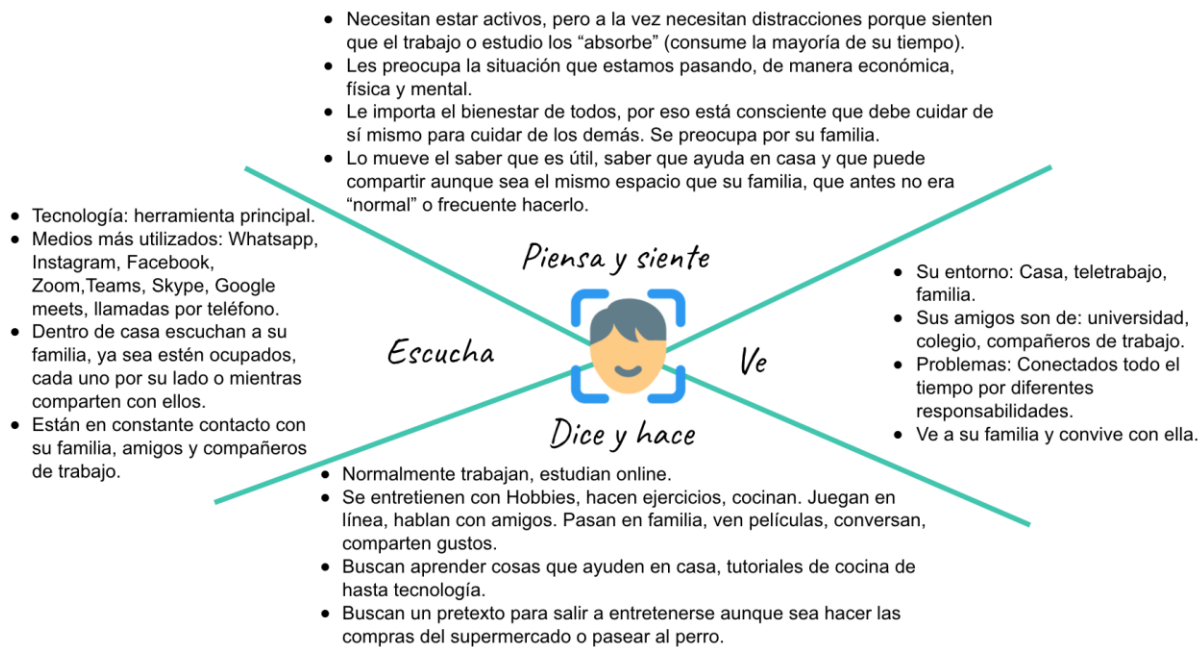 ● Necesitan estar activos, pero a la vez necesitan distracciones porque sienten
que el trabajo o estudio los “absorbe” (consume la mayoría de su tiempo).
● Les preocupa la situación que estamos pasando, de manera económica,
física y mental.
● Le importa el bienestar de todos, por eso está consciente que debe cuidar de
sí mismo para cuidar de los demás. Se preocupa por su familia.
● Lo mueve el saber que es útil, saber que ayuda en casa y que puede
compartir aunque sea el mismo espacio que su familia, que antes no era
“normal” o frecuente hacerlo.
Piensa y siente
● Tecnología: herramienta principal.
● Medios más utilizados: Whatsapp,
Instagram, Facebook,
Zoom,Teams, Skype, Google
meets, llamadas por teléfono.
● Dentro de casa escuchan a su
familia, ya sea estén ocupados,
cada uno por su lado o mientras
comparten con ellos.
● Están en constante contacto con
su familia, amigos y compañeros
de trabajo.
Escucha
Ve
● Su entorno: Casa, teletrabajo,
familia.
● Sus amigos son de: universidad,
colegio, compañeros de trabajo.
● Problemas: Conectados todo el
tiempo por diferentes
responsabilidades.
● Ve a su familia y convive con ella.
Dice y hace
● Normalmente trabajan, estudian online.
● Se entretienen con Hobbies, hacen ejercicios, cocinan. Juegan en
línea, hablan con amigos. Pasan en familia, ven películas, conversan,
comparten gustos.
● Buscan aprender cosas que ayuden en casa, tutoriales de cocina de
hasta tecnología.
● Buscan un pretexto para salir a entretenerse aunque sea hacer las
compras del supermercado o pasear al perro.